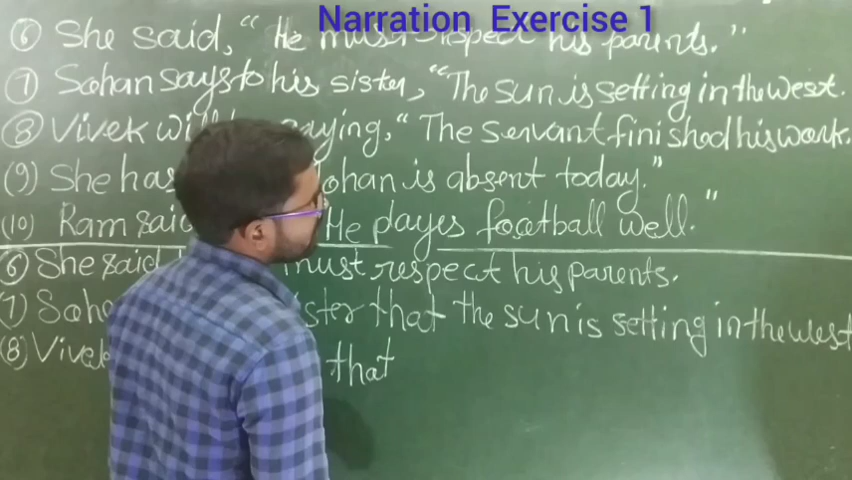 Narration Exercise 1
⑥ She said, " He must respect his parents."
⑦ Sohan says to his sister, "The sun is setting in the west.
⑧ Vivek will saying, "The servant finished his work.
(9) She has ohan is absent today."
(10) Ram said He playes football well."
⑥ She said must respect his parents.
(7) Soha ster that the sun is setting in the west
(8) Vivek that